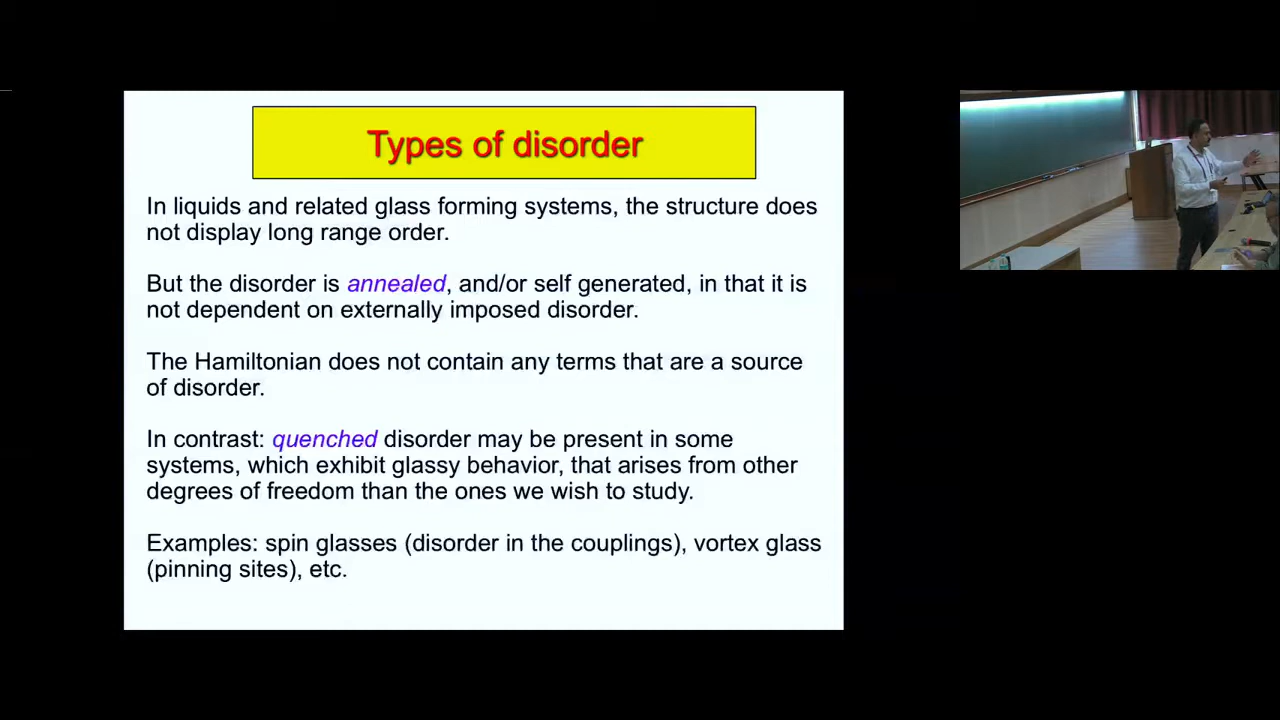 Types of disorder
In liquids and related glass forming systems, the structure does
not display long range order.
But the disorder is annealed, and/or self generated, in that it is
not dependent on externally imposed disorder.
The Hamiltonian does not contain any terms that are a source
of disorder.
In contrast: quenched disorder may be present in some
systems, which exhibit glassy behavior, that arises from other
degrees of freedom than the ones we wish to study.
Examples: spin glasses (disorder in the couplings), vortex glass
(pinning sites), etc.